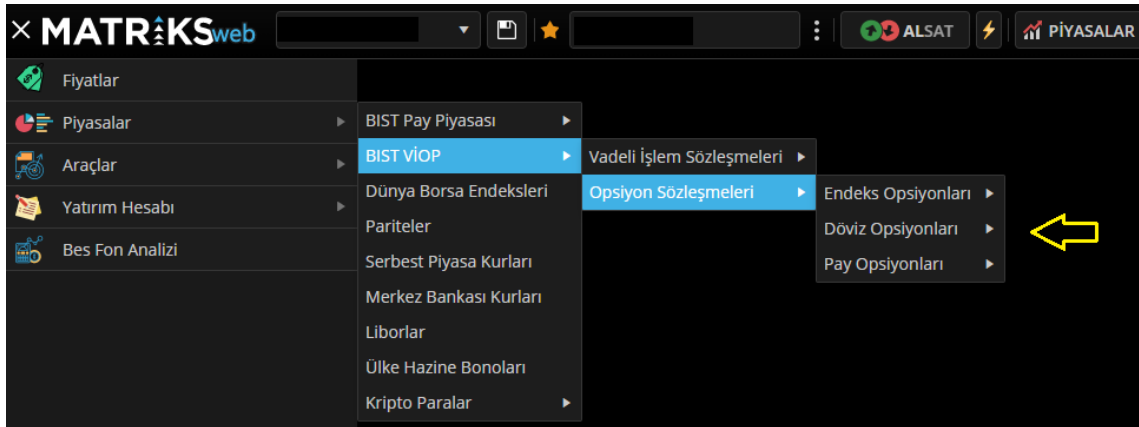 MATRİKSweb
ALSAT
PİYASALAR
Fiyatlar
Piyasalar
Araçlar
Yatırım Hesabı
Bes Fon Analizi
BIST Pay Piyasası
BIST VİOP
Dünya Borsa Endeksleri
Pariteler
Serbest Piyasa Kurları
Merkez Bankası Kurları
Liborlar
Ülke Hazine Bonoları
Kripto Paralar
Vadeli İşlem Sözleşmeleri
Opsiyon Sözleşmeleri
Endeks Opsiyonları
Döviz Opsiyonları
Pay Opsiyonları